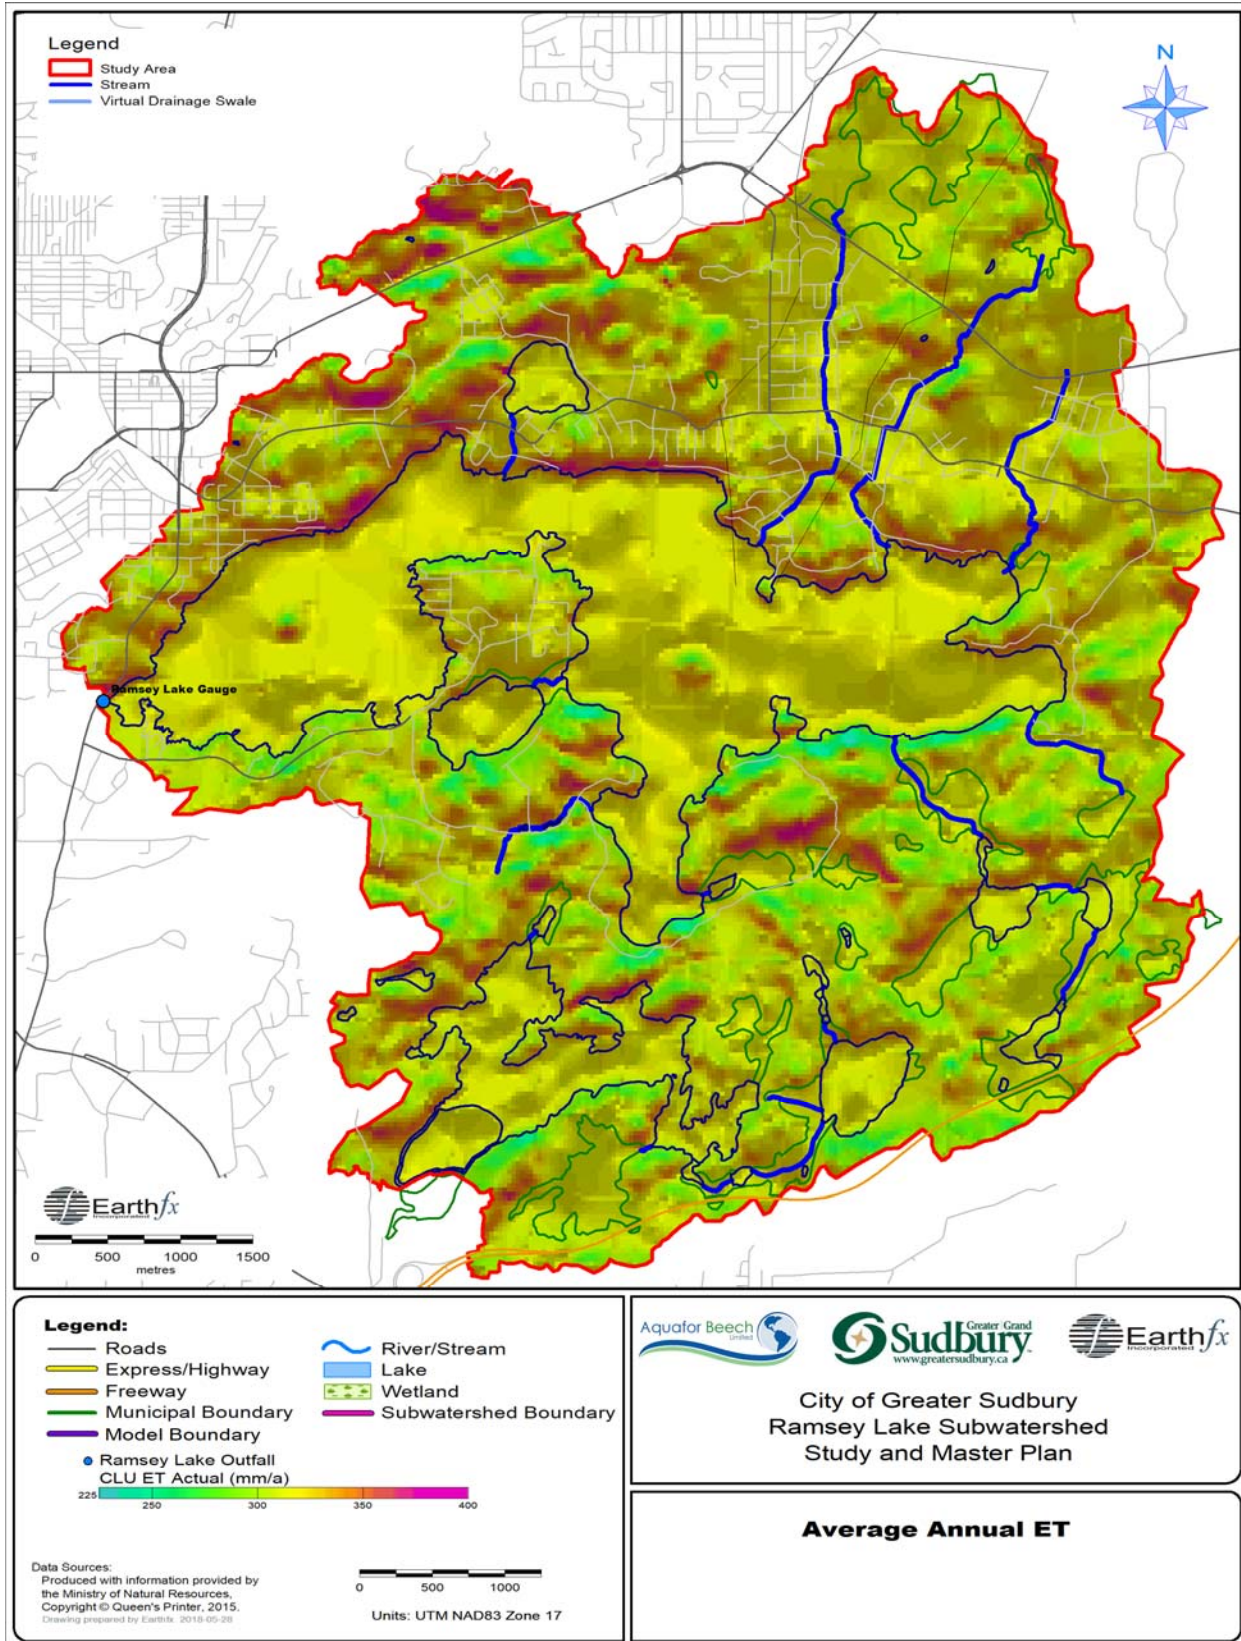 Legend
Study Area
Stream
Virtual Drainage Swale
N
Ramsey Lake Gauge
Earthfx
Incorporated
0 500 1000 1500
metres
Legend:
Roads
Express/Highway
Freeway
Municipal Boundary
Model Boundary
River/Stream
Lake
Wetland
Subwatershed Boundary
Ramsey Lake Outfall
CLU ET Actual (mm/a)
225 250 300 350 400
Data Sources:
Produced with information provided by
the Ministry of Natural Resources,
Copyright © Queen's Printer, 2015.
Drawing prepared by Earthfx 2018-05-28
0 500 1000
Units: UTM NAD83 Zone 17
Aquafor Beech
Limited
Greater Grand
Sudbury
www.greatersudbury.ca
Earthfx
Incorporated
City of Greater Sudbury
Ramsey Lake Subwatershed
Study and Master Plan
Average Annual ET